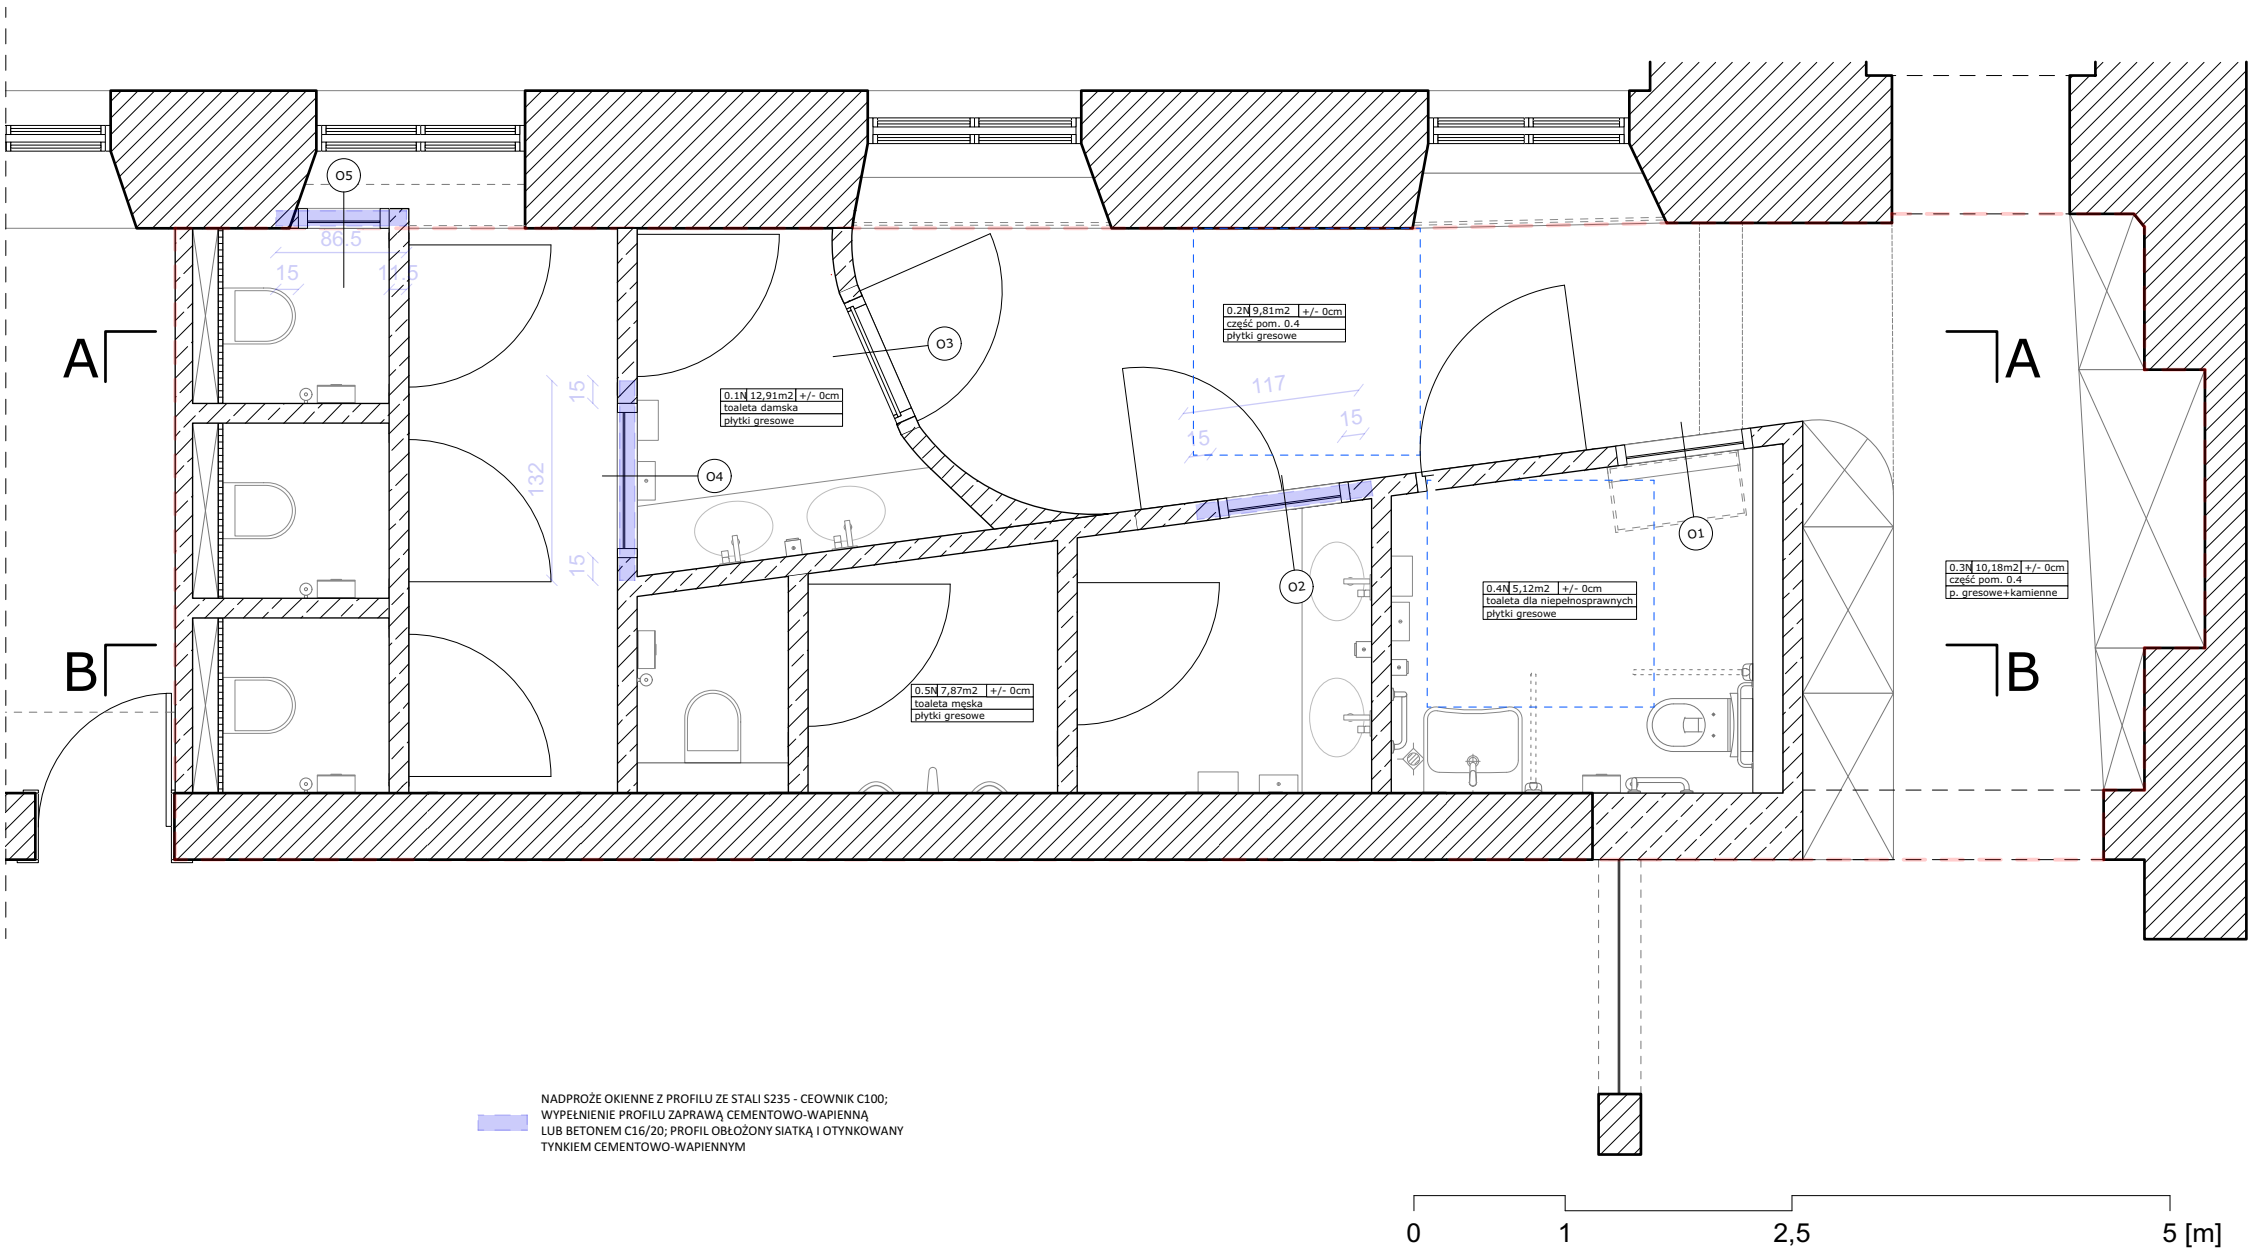 O5
86.5
15
11.5
A
A
0.2N 9,81m2 +/- 0cm
część pom. 0.4
płytki gresowe
O3
117
15
15
15
0.1N 12,91m2 +/- 0cm
toaleta damska
płytki gresowe
132
O4
15
O1
O2
0.3N 10,18m2 +/- 0cm
część pom. 0.4
p. gresowe+kamienne
0.4N 5,12m2 +/- 0cm
toaleta dla niepełnosprawnych
płytki gresowe
B
B
0.5N 7,87m2 +/- 0cm
toaleta męska
płytki gresowe
NADPROŻE OKIENNE Z PROFILU ZE STALI S235 - CEOWNIK C100;
WYPEŁNIENIE PROFILU ZAPRAWĄ CEMENTOWO-WAPIENNĄ
LUB BETONEM C16/20; PROFIL OBŁOŻONY SIATKĄ I OTYNKOWANY
TYNKIEM CEMENTOWO-WAPIENNYM
0 1 2,5 5 [m]